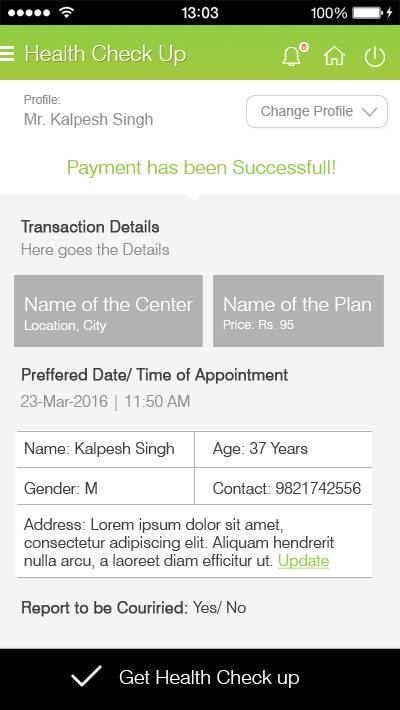 13:03
100%
Health Check Up
8
Profile:
Mr. Kalpesh Singh
Change Profile
Payment has been Successfull!
Transaction Details
Here goes the Details
Name of the Center
Location, City
Name of the Plan
Price: Rs. 95
Preffered Date/ Time of Appointment
23-Mar-2016 | 11:50 AM
Name: Kalpesh Singh
Age: 37 Years
Gender: M
Contact: 9821742556
Address: Lorem ipsum dolor sit amet,
consectetur adipiscing elit. Aliquam hendrerit
nulla arcu, a laoreet diam efficitur ut. Update
Report to be Couriried: Yes/ No
Get Health Check up